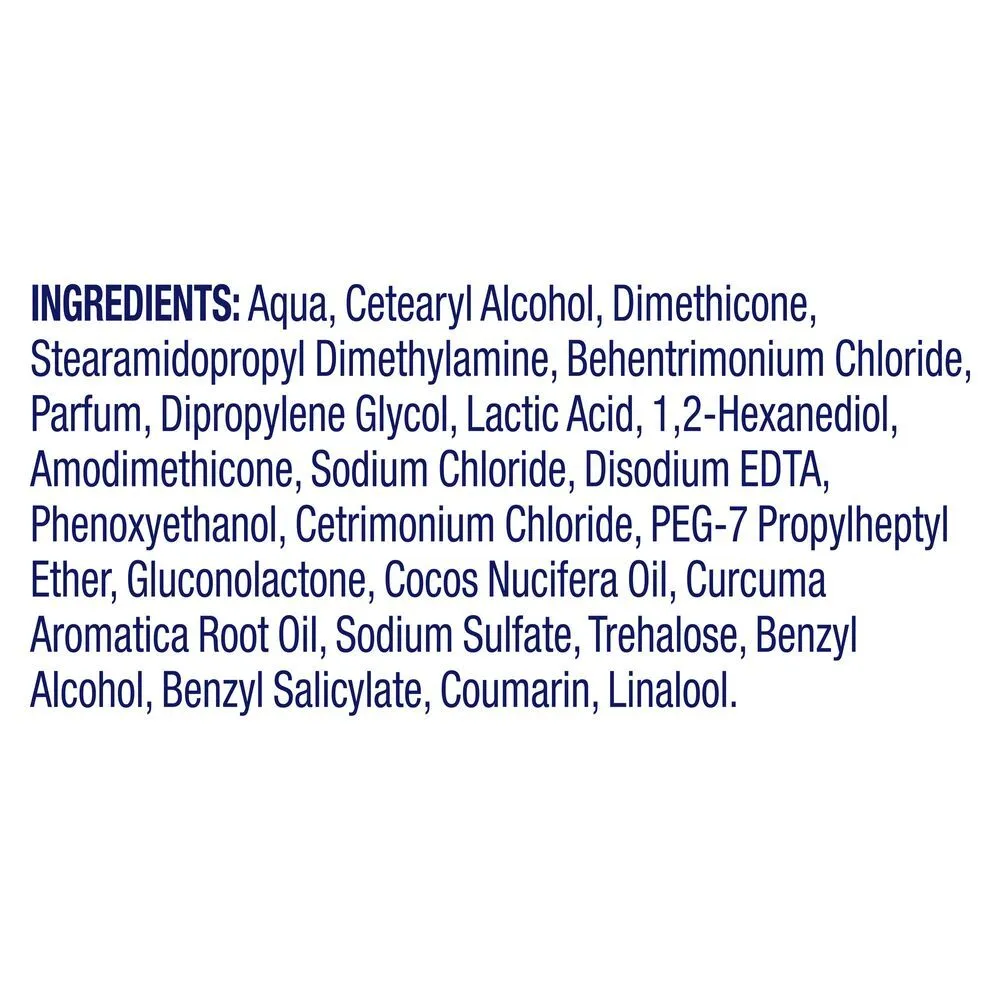 INGREDIENTS: Aqua, Cetearyl Alcohol, Dimethicone,
Stearamidopropyl Dimethylamine, Behentrimonium Chloride,
Parfum, Dipropylene Glycol, Lactic Acid, 1,2-Hexanediol,
Amodimethicone, Sodium Chloride, Disodium EDTA,
Phenoxyethanol, Cetrimonium Chloride, PEG-7 Propylheptyl
Ether, Gluconolactone, Cocos Nucifera Oil, Curcuma
Aromatica Root Oil, Sodium Sulfate, Trehalose, Benzyl
Alcohol, Benzyl Salicylate, Coumarin, Linalool.